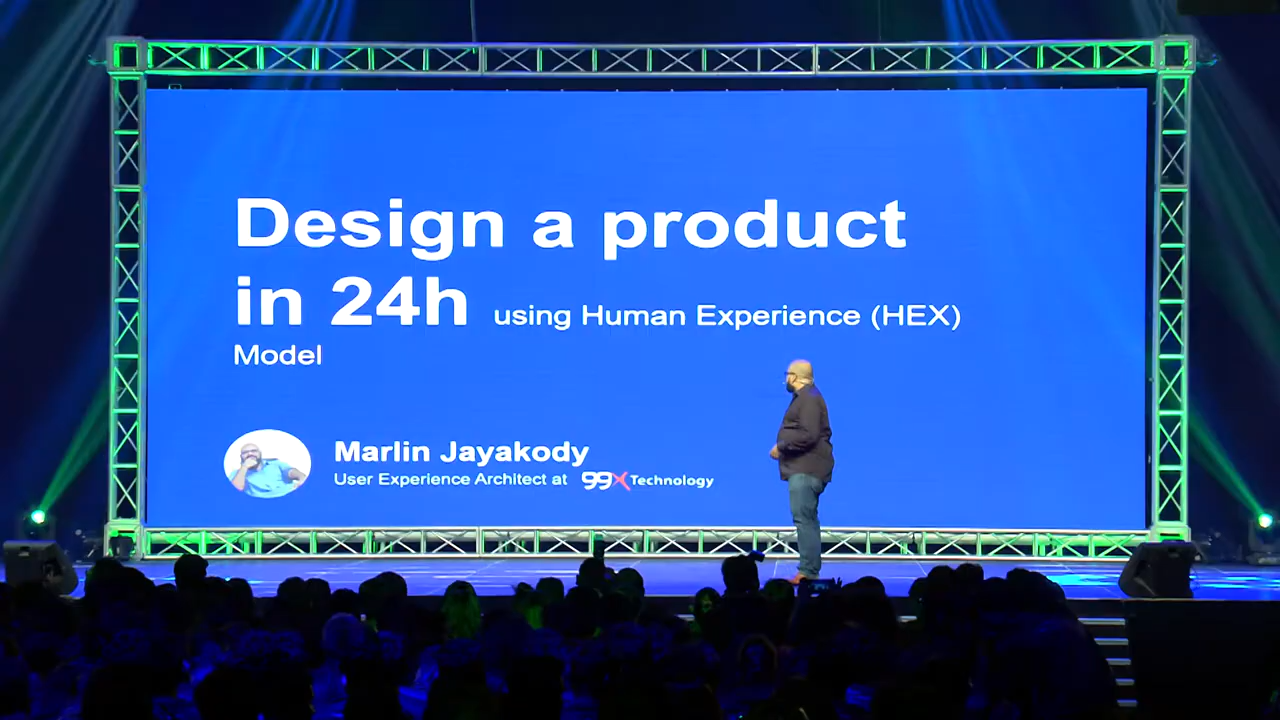 Design a product
in 24h using Human Experience (HEX)
Model
Marlin Jayakody
User Experience Architect at 99X Technology